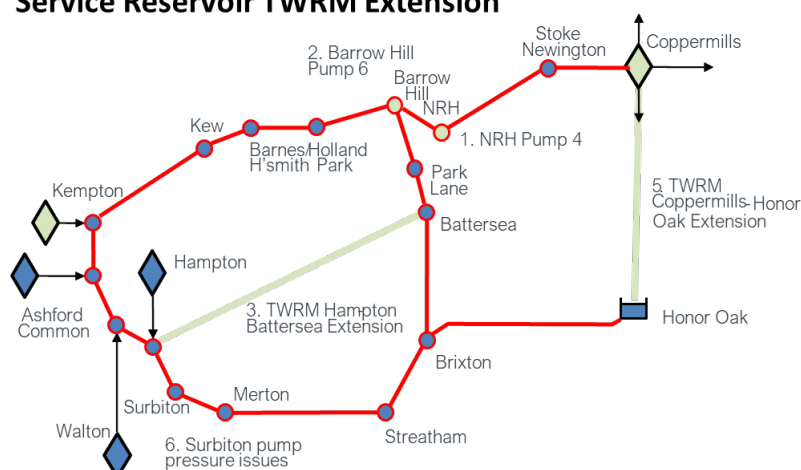 Service Reservoir TWRM Extension
Stoke
Newington
Coppermills
2. Barrow Hill
Pump 6
Barrow
Hill
NRH
1. NRH Pump 4
Kew
Barnes/Holland
H'smith Park
Park
Lane
Kempton
5. TWRM
Coppermills-Honor
Oak Extension
Battersea
Hampton
3. TWRM Hampton
Battersea Extension
Ashford
Common
Honor Oak
Brixton
Surbiton
Merton
Streatham
Walton
6. Surbiton pump
pressure issues